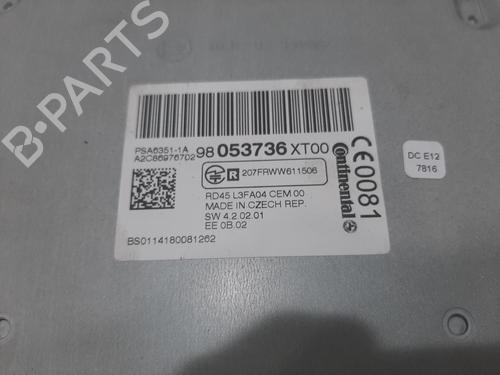 B-PARTS
PSA6351-1A
A2C86976702
98 053736 XT00
R 207FRWW611506
RD45 L3FA04 CEM 00
MADE IN CZECH REP.
SW 4.2.02.01
EE 0B.02
BS0114180081262
Continental
CE0081
DC E12
7816